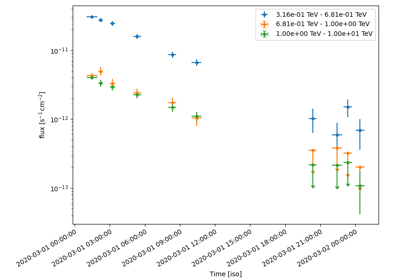 3.16e-01 TeV - 6.81e-01 TeV
6.81e-01 TeV - 1.00e+00 TeV
1.00e+00 TeV - 1.00e+01 TeV
flux [s⁻¹ cm⁻²]
10⁻¹¹
10⁻¹²
10⁻¹³
2020-03-01 00:00:00
2020-03-01 03:00:00
2020-03-01 06:00:00
2020-03-01 09:00:00
2020-03-01 12:00:00
2020-03-01 15:00:00
2020-03-01 18:00:00
2020-03-01 21:00:00
2020-03-02 00:00:00
Time [iso]